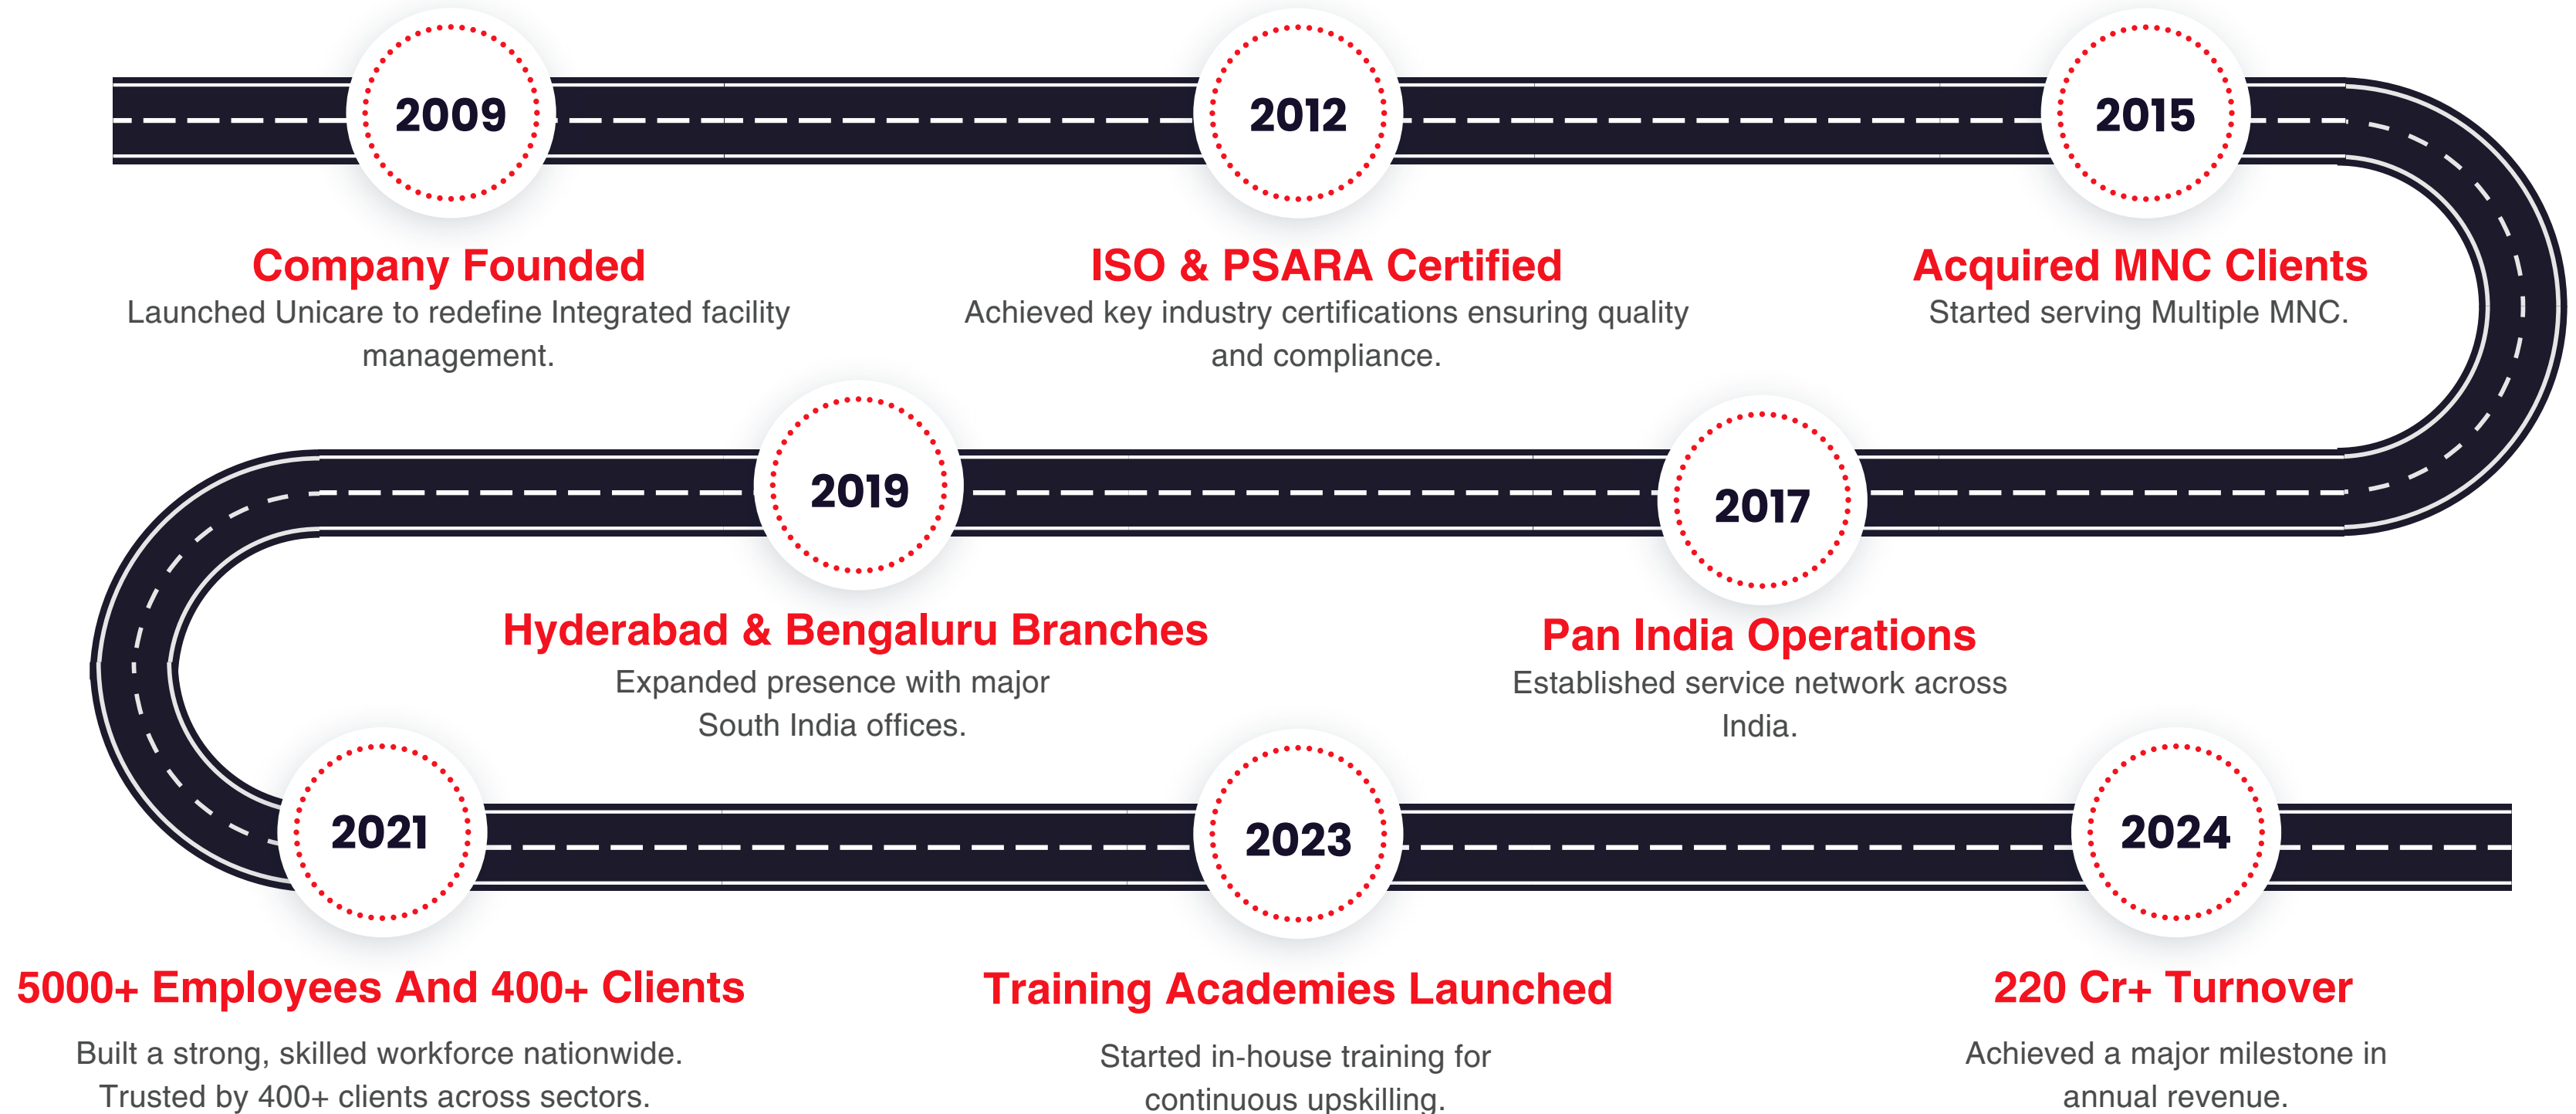 2009
2012
2015
Company Founded
Launched Unicare to redefine Integrated facility
management.
ISO & PSARA Certified
Achieved key industry certifications ensuring quality
and compliance.
Acquired MNC Clients
Started serving Multiple MNC.
2019
2017
Hyderabad & Bengaluru Branches
Expanded presence with major
South India offices.
Pan India Operations
Established service network across
India.
2021
2023
2024
5000+ Employees And 400+ Clients
Built a strong, skilled workforce nationwide.
Trusted by 400+ clients across sectors.
Training Academies Launched
Started in-house training for
continuous upskilling.
220 Cr+ Turnover
Achieved a major milestone in
annual revenue.